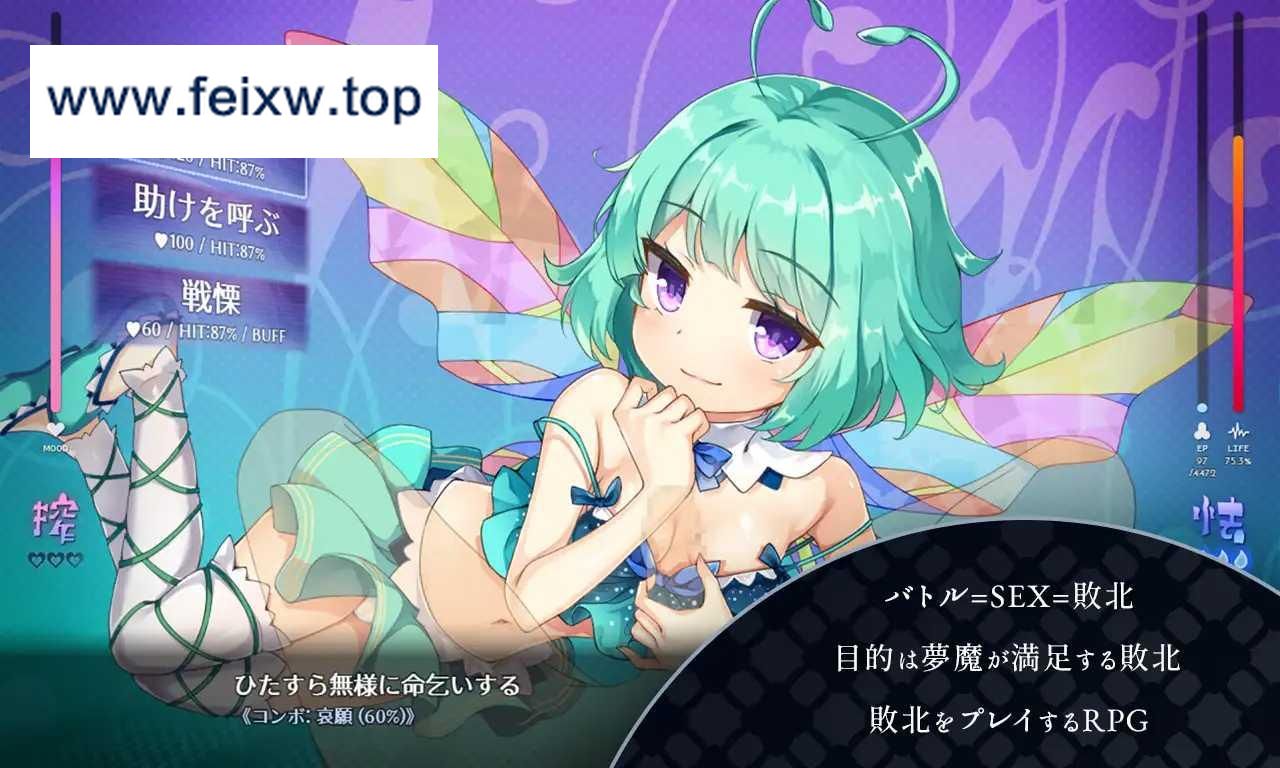 www.feixw.top
HIT:87%
助けを呼ぶ
100 / HIT:87%
戦慄
60 / HIT:87% / BUFF
MOOD
搾
EP
97
/4472
LIFE
75.3%
怯
ひたすら無様に命乞いする
《コンボ: 哀願 (60%)》
バトル=SEX=敗北
目的は夢魔が満足する敗北
敗北をプレイするRPG